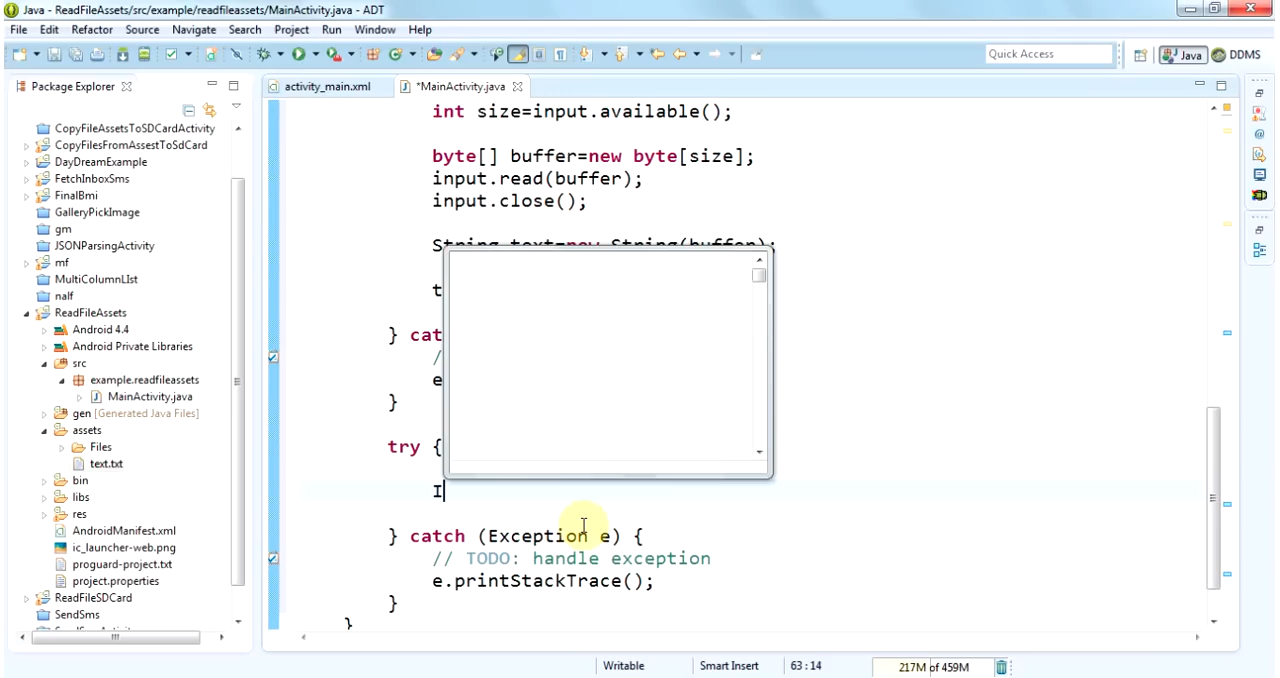 Java - ReadFileAssets/src/example/readfileassets/MainActivity.java - ADT
File Edit Refactor Source Navigate Search Project Run Window Help
Quick Access Java DDMS
Package Explorer
CopyFileAssetsToSDCardActivity
CopyFilesFromAssestToSdCard
DayDreamExample
FetchInboxSms
FinalBmi
GalleryPickImage
gm
JSONParsingActivity
mf
MultiColumnLIst
nalf
ReadFileAssets
Android 4.4
Android Private Libraries
src
example.readfileassets
MainActivity.java
gen [Generated Java Files]
assets
Files
text.txt
bin
libs
res
AndroidManifest.xml
ic_launcher-web.png
proguard-project.txt
project.properties
ReadFileSDCard
SendSms
activity_main.xml *MainActivity.java
int size=input.available();
byte[] buffer=new byte[size];
input.read(buffer);
input.close();
String text=new String(buffer);
t
} cat
/
e
}
try {
I
} catch (Exception e) {
// TODO: handle exception
e.printStackTrace();
}
}
Writable Smart Insert 63 : 14 217M of 459M